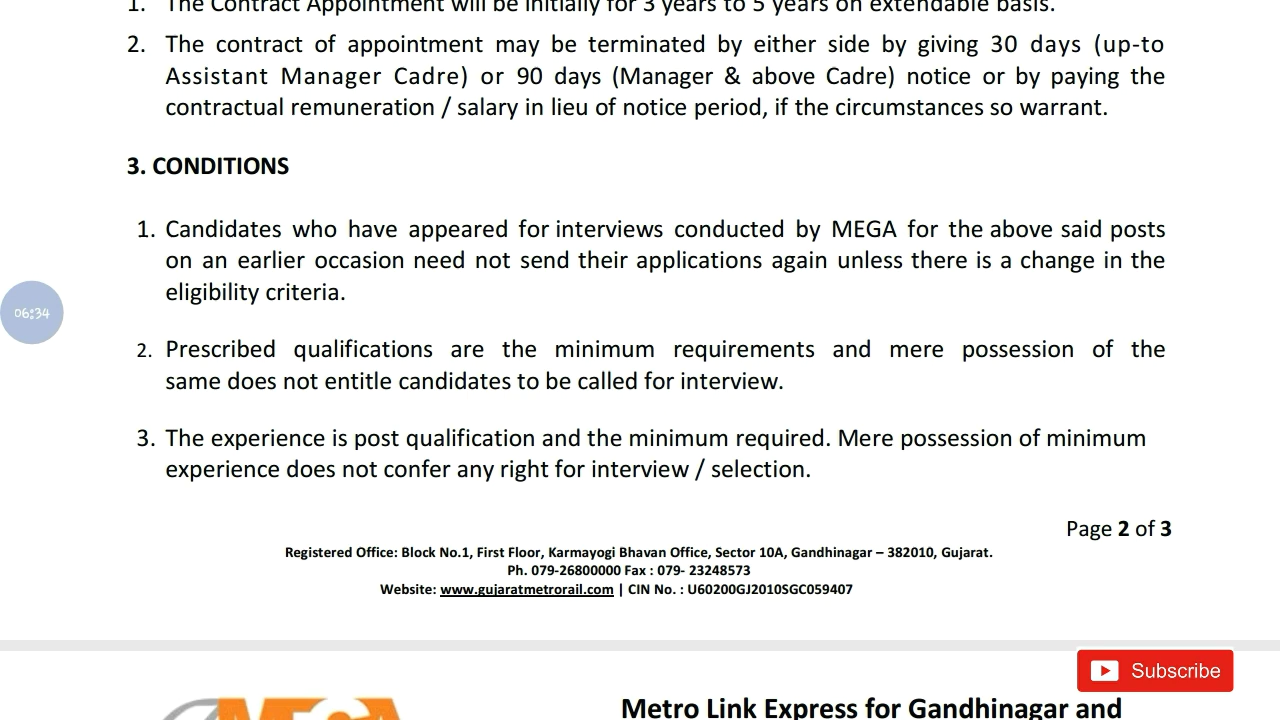 1. The Contract Appointment will be initially for 3 years to 5 years on extendable basis.
2. The contract of appointment may be terminated by either side by giving 30 days (up-to
Assistant Manager Cadre) or 90 days (Manager & above Cadre) notice or by paying the
contractual remuneration / salary in lieu of notice period, if the circumstances so warrant.
3. CONDITIONS
1. Candidates who have appeared for interviews conducted by MEGA for the above said posts
on an earlier occasion need not send their applications again unless there is a change in the
eligibility criteria.
06:34
2. Prescribed qualifications are the minimum requirements and mere possession of the
same does not entitle candidates to be called for interview.
3. The experience is post qualification and the minimum required. Mere possession of minimum
experience does not confer any right for interview / selection.
Page 2 of 3
Registered Office: Block No.1, First Floor, Karmayogi Bhavan Office, Sector 10A, Gandhinagar – 382010, Gujarat.
Ph. 079-26800000 Fax : 079- 23248573
Website: www.gujaratmetrorail.com | CIN No. : U60200GJ2010SGC059407
Subscribe
MEGA
Metro Link Express for Gandhinagar and